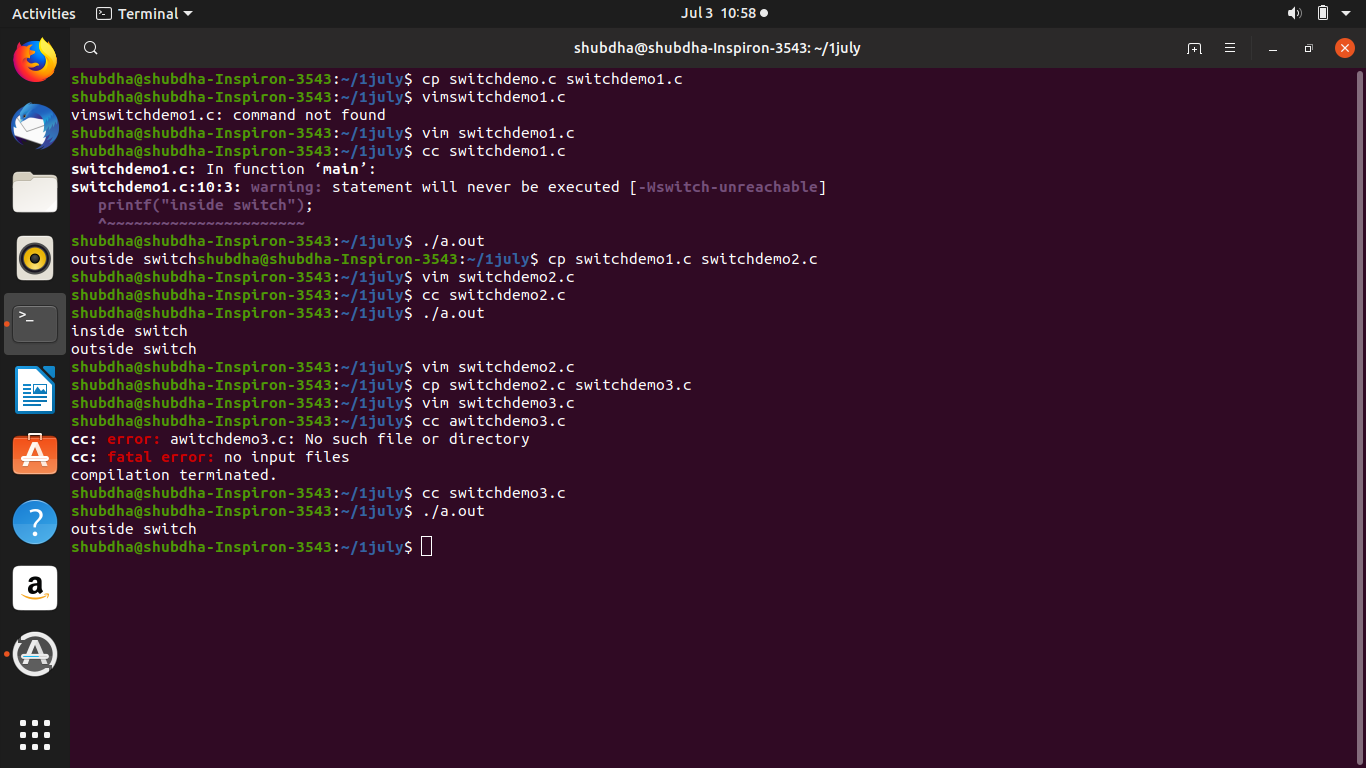 Activities
Terminal
Jul 3 10:58
shubdha@shubdha-Inspiron-3543: ~/1july
shubdha@shubdha-Inspiron-3543:~/1july$ cp switchdemo.c switchdemo1.c
shubdha@shubdha-Inspiron-3543:~/1july$ vimswitchdemo1.c
vimswitchdemo1.c: command not found
shubdha@shubdha-Inspiron-3543:~/1july$ vim switchdemo1.c
shubdha@shubdha-Inspiron-3543:~/1july$ cc switchdemo1.c
switchdemo1.c: In function ‘main’:
switchdemo1.c:10:3: warning: statement will never be executed [-Wswitch-unreachable]
   printf("inside switch");
   ^~~~~~~~~~~~~~~~~~~~~~~
shubdha@shubdha-Inspiron-3543:~/1july$ ./a.out
outside switchshubdha@shubdha-Inspiron-3543:~/1july$ cp switchdemo1.c switchdemo2.c
shubdha@shubdha-Inspiron-3543:~/1july$ vim switchdemo2.c
shubdha@shubdha-Inspiron-3543:~/1july$ cc switchdemo2.c
shubdha@shubdha-Inspiron-3543:~/1july$ ./a.out
inside switch
outside switch
shubdha@shubdha-Inspiron-3543:~/1july$ vim switchdemo2.c
shubdha@shubdha-Inspiron-3543:~/1july$ cp switchdemo2.c switchdemo3.c
shubdha@shubdha-Inspiron-3543:~/1july$ vim switchdemo3.c
shubdha@shubdha-Inspiron-3543:~/1july$ cc awitchdemo3.c
cc: error: awitchdemo3.c: No such file or directory
cc: fatal error: no input files
compilation terminated.
shubdha@shubdha-Inspiron-3543:~/1july$ cc switchdemo3.c
shubdha@shubdha-Inspiron-3543:~/1july$ ./a.out
outside switch
shubdha@shubdha-Inspiron-3543:~/1july$